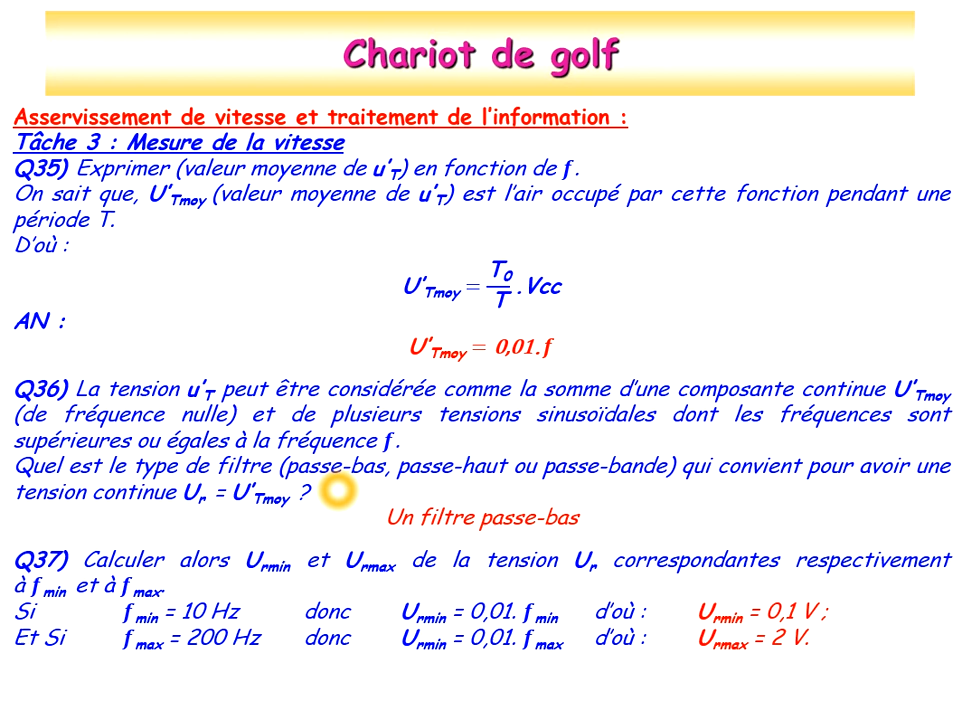 Chariot de golf
Asservissement de vitesse et traitement de l'information :
Tâche 3 : Mesure de la vitesse
Q35) Exprimer (valeur moyenne de u'T) en fonction de f.
On sait que, U'Tmoy (valeur moyenne de u'T) est l'air occupé par cette fonction pendant une
période T.
D'où :
U'Tmoy = T0/T .Vcc
AN :
U'Tmoy = 0,01.f
Q36) La tension u'T peut être considérée comme la somme d'une composante continue U'Tmoy
(de fréquence nulle) et de plusieurs tensions sinusoïdales dont les fréquences sont
supérieures ou égales à la fréquence f.
Quel est le type de filtre (passe-bas, passe-haut ou passe-bande) qui convient pour avoir une
tension continue Ur = U'Tmoy ?
Un filtre passe-bas
Q37) Calculer alors Urmin et Urmax de la tension Ur correspondantes respectivement
à fmin et à fmax.
Si fmin = 10 Hz donc Urmin = 0,01. fmin d'où : Urmin = 0,1 V ;
Et Si fmax = 200 Hz donc Urmin = 0,01. fmax d'où : Urmax = 2 V.